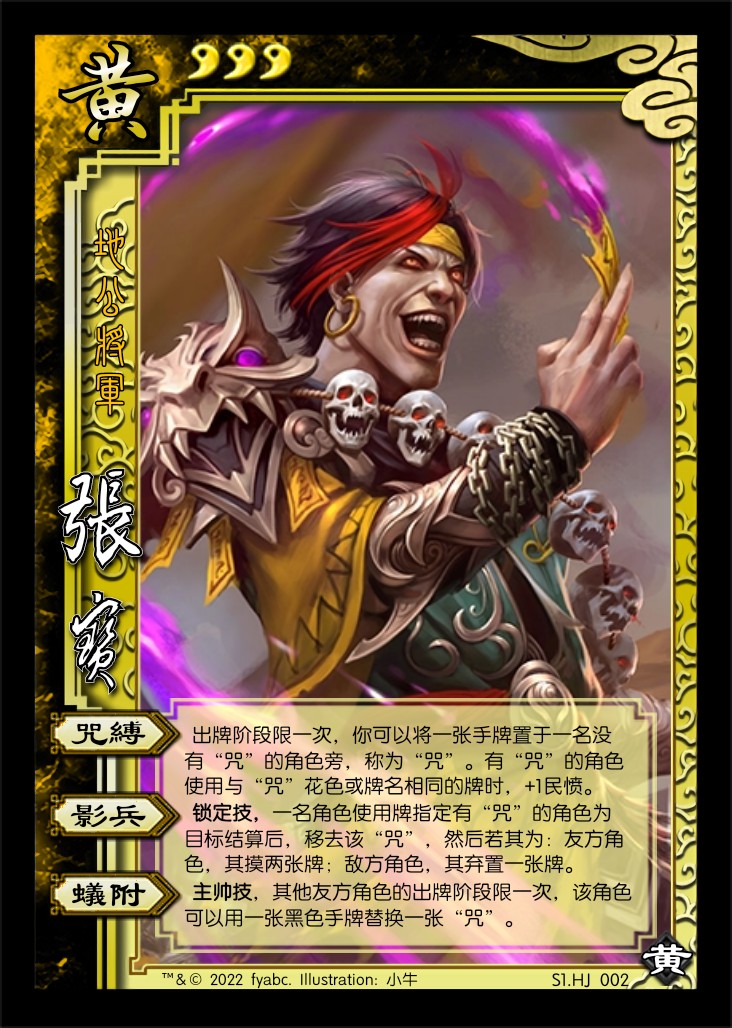 黄
地公將軍
張寶
咒縛
出牌阶段限一次，你可以将一张手牌置于一名没
有“咒”的角色旁，称为“咒”。有“咒”的角色
使用与“咒”花色或牌名相同的牌时，+1民愤。
影兵
锁定技，一名角色使用牌指定有“咒”的角色为
目标结算后，移去该“咒”，然后若其为：友方角
色，其摸两张牌；敌方角色，其弃置一张牌。
蟻附
主帅技，其他友方角色的出牌阶段限一次，该角色
可以用一张黑色手牌替换一张“咒”。
™&© 2022 fyabc. Illustration: 小牛
S1.HJ 002
黄